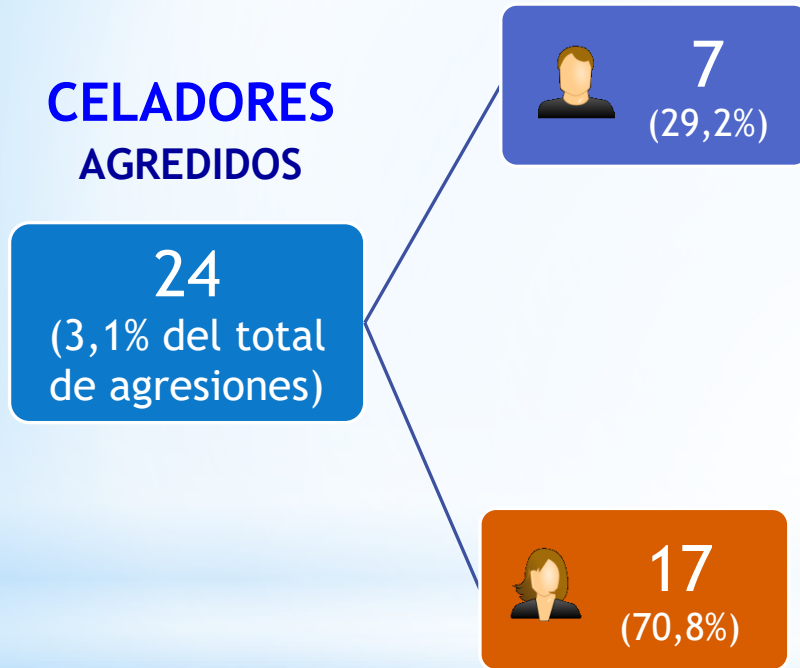 CELADORES
AGREDIDOS
24
(3,1% del total
de agresiones)
7
(29,2%)
17
(70,8%)